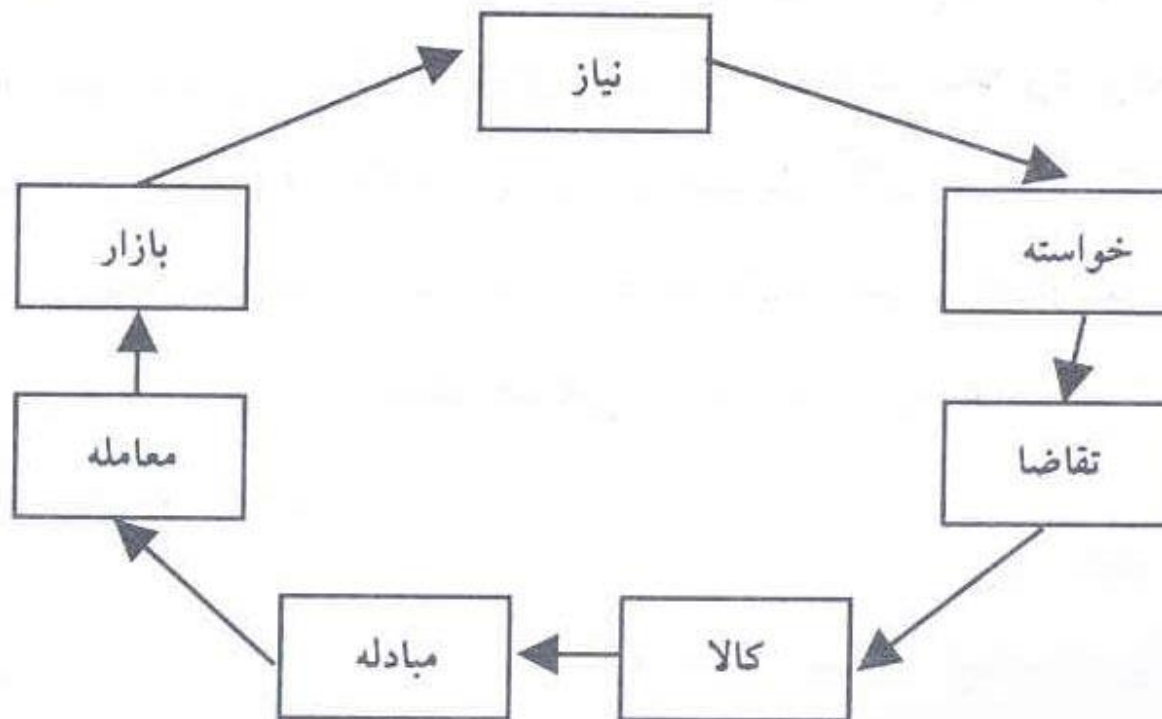 نیاز
خواسته
تقاضا
کالا
مبادله
معامله
بازار